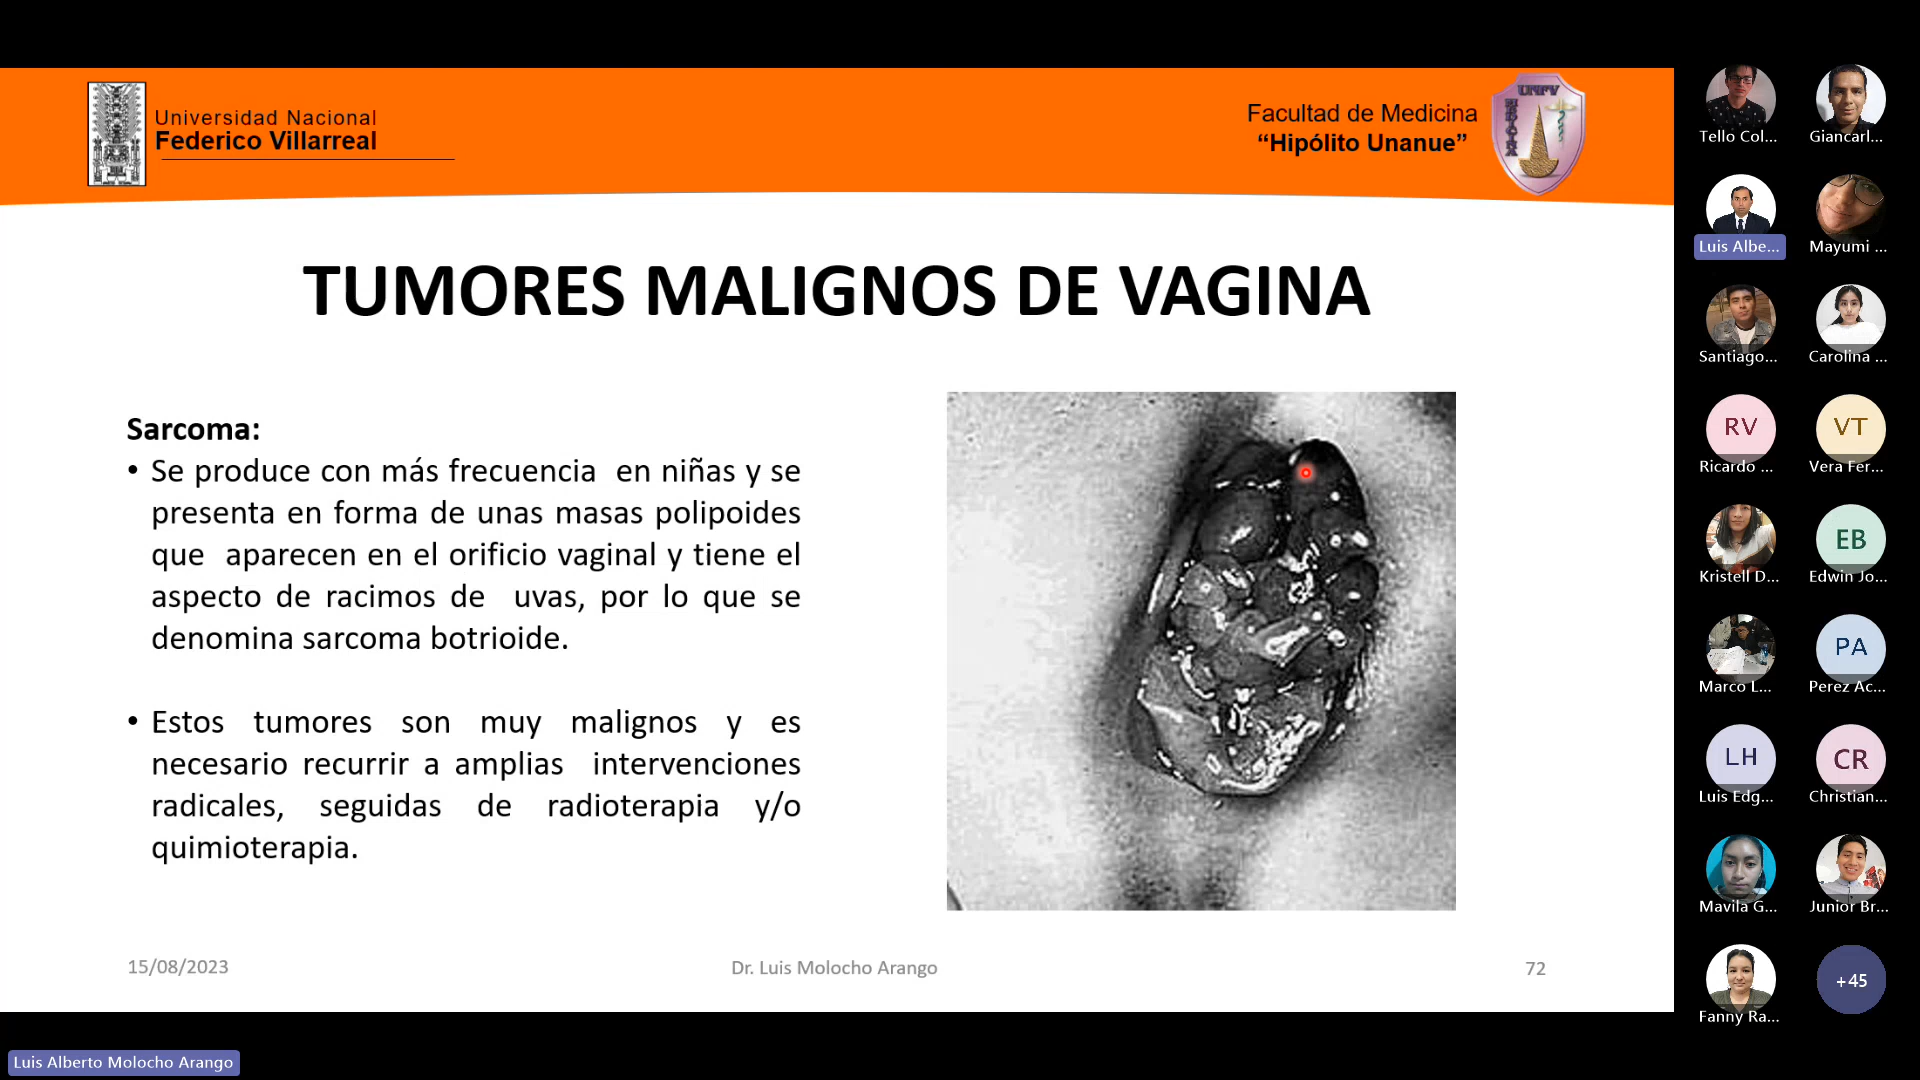 Universidad Nacional
Federico Villarreal
Facultad de Medicina
“Hipólito Unanue”
UNFV
TUMORES MALIGNOS DE VAGINA
Sarcoma:
• Se produce con más frecuencia en niñas y se
presenta en forma de unas masas polipoides
que aparecen en el orificio vaginal y tiene el
aspecto de racimos de uvas, por lo que se
denomina sarcoma botrioide.
• Estos tumores son muy malignos y es
necesario recurrir a amplias intervenciones
radicales, seguidas de radioterapia y/o
quimioterapia.
15/08/2023
Dr. Luis Molocho Arango
72
Tello Col...
Giancarl...
Luis Albe...
Mayumi ...
Santiago...
Carolina ...
RV
VT
Ricardo ...
Vera Fer...
EB
Kristell D...
Edwin Jo...
PA
Marco L...
Perez Ac...
LH
CR
Luis Edg...
Christian...
Mavila G...
Junior Br...
+45
Fanny Ra...
Luis Alberto Molocho Arango